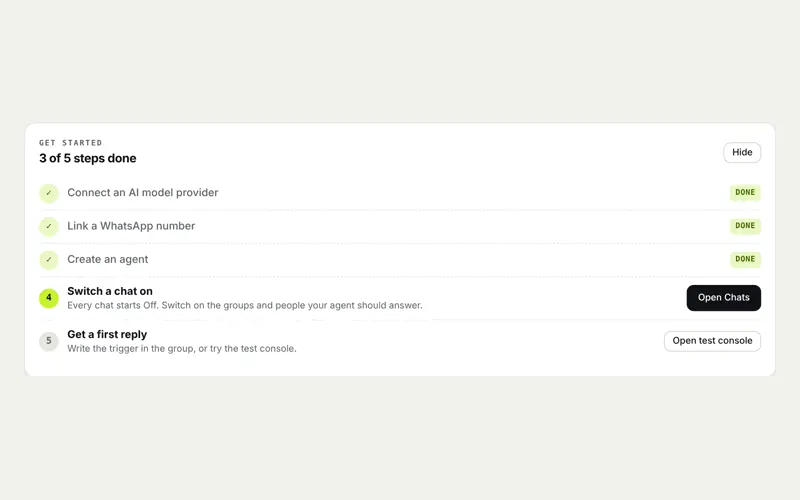 GET STARTED
3 of 5 steps done
Hide
✓ Connect an AI model provider DONE
✓ Link a WhatsApp number DONE
✓ Create an agent DONE
4 Switch a chat on
Every chat starts Off. Switch on the groups and people your agent should answer.
Open Chats
5 Get a first reply
Write the trigger in the group, or try the test console.
Open test console